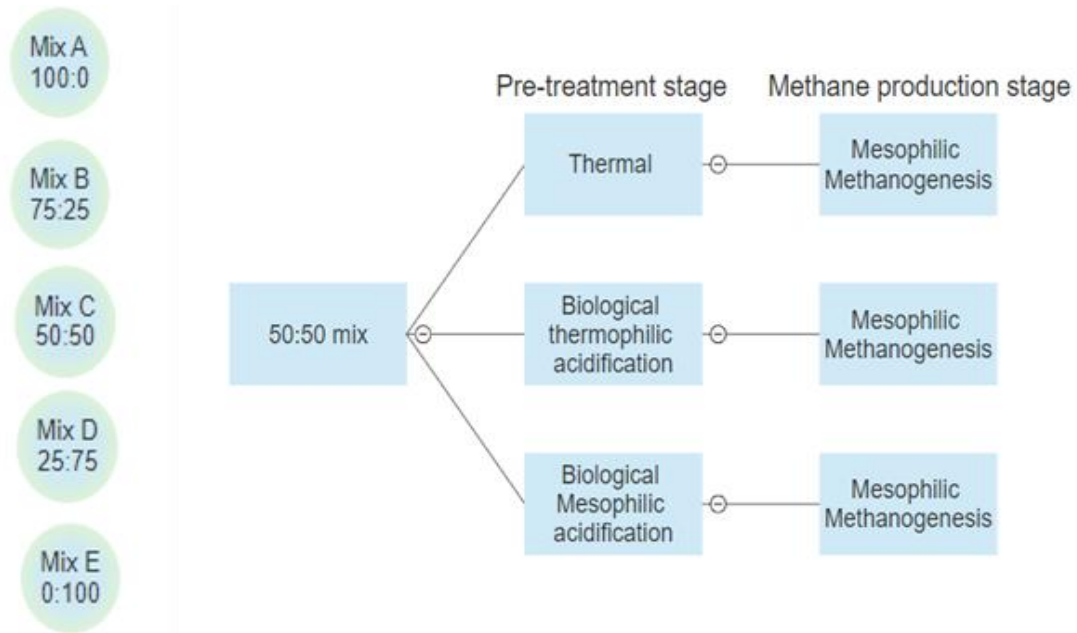 Mix A
100:0
Mix B
75:25
Mix C
50:50
Mix D
25:75
Mix E
0:100
50:50 mix
Pre-treatment stage
Thermal
Biological
thermophilic
acidification
Biological
Mesophilic
acidification
Methane production stage
Mesophilic
Methanogenesis
Mesophilic
Methanogenesis
Mesophilic
Methanogenesis